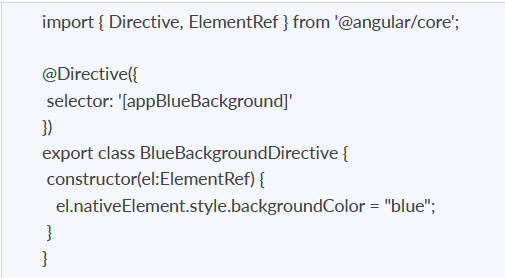 import { Directive, ElementRef } from '@angular/core';
@Directive({
selector: '[appBlueBackground]'
})
export class BlueBackgroundDirective {
constructor(el:ElementRef) {
el.nativeElement.style.backgroundColor = "blue";
}
}